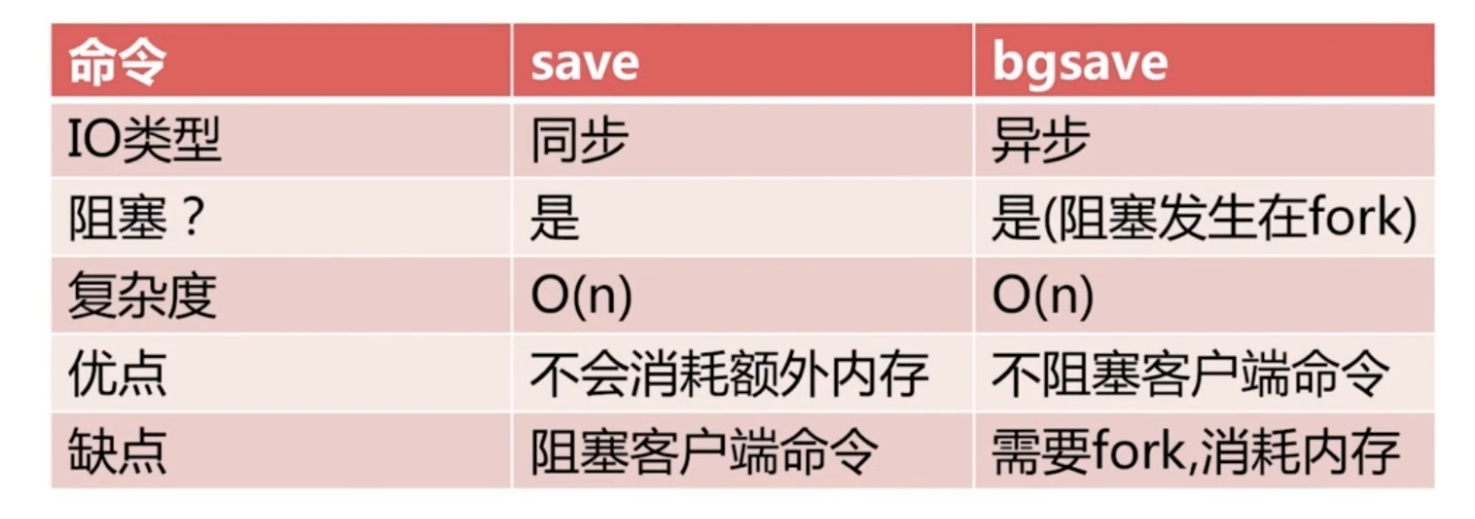 命令 save bgsave
IO类型 同步 异步
阻塞？ 是 是(阻塞发生在fork)
复杂度 O(n) O(n)
优点 不会消耗额外内存 不阻塞客户端命令
缺点 阻塞客户端命令 需要fork,消耗内存